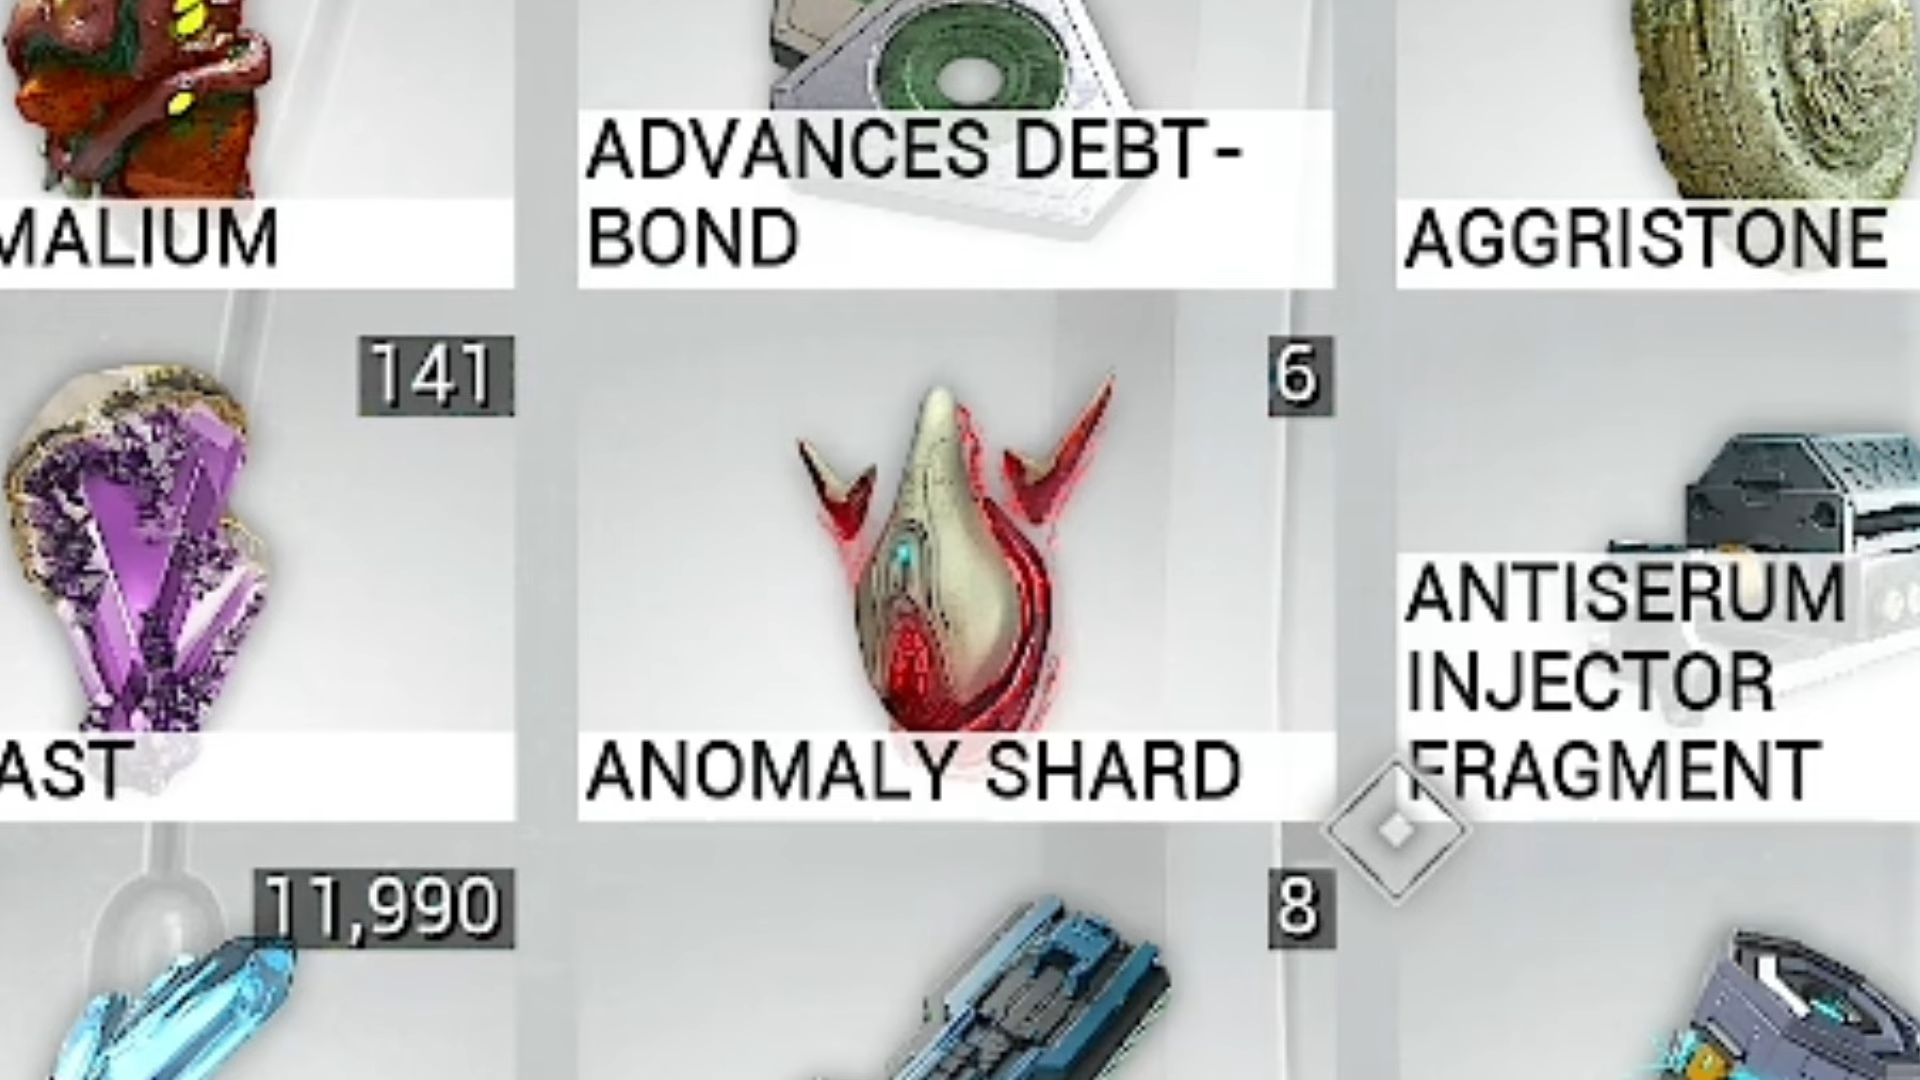 MALIUM
ADVANCES DEBT-
BOND
AGGRISTONE
141
AST
6
ANOMALY SHARD
ANTISERUM
INJECTOR
FRAGMENT
11,990
8